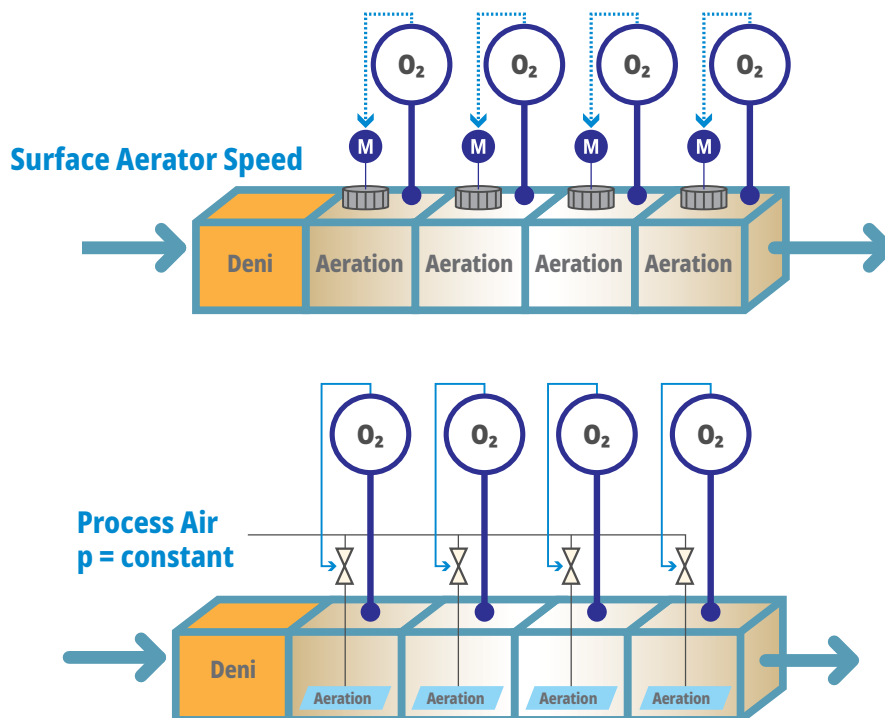 O₂ O₂ O₂ O₂
M M M M
Surface Aerator Speed
Deni Aeration Aeration Aeration Aeration
O₂ O₂ O₂ O₂
Process Air
p = constant
Deni
Aeration Aeration Aeration Aeration